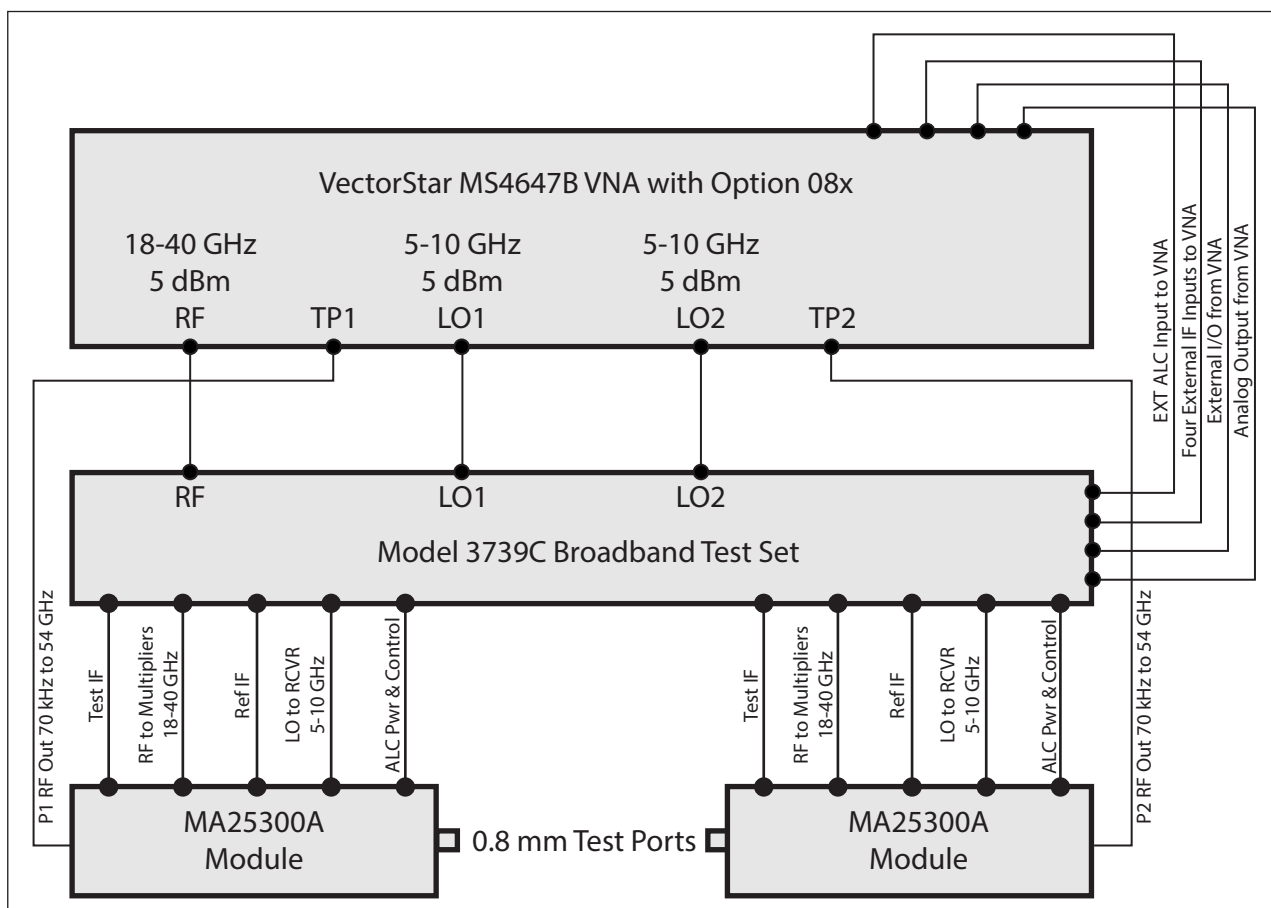 VectorStar MS4647B VNA with Option 08x
18-40 GHz
5 dBm
RF
TP1
5-10 GHz
5 dBm
LO1
5-10 GHz
5 dBm
LO2
TP2
EXT ALC Input to VNA
Four External IF Inputs to VNA
External I/O from VNA
Analog Output from VNA
RF
LO1
LO2
Model 3739C Broadband Test Set
P1 RF Out 70 kHz to 54 GHz
Test IF
RF to Multipliers
18-40 GHz
Ref IF
LO to RCVR
5-10 GHz
ALC Pwr & Control
Test IF
RF to Multipliers
18-40 GHz
Ref IF
LO to RCVR
5-10 GHz
ALC Pwr & Control
P2 RF Out 70 kHz to 54 GHz
MA25300A
Module
0.8 mm Test Ports
MA25300A
Module